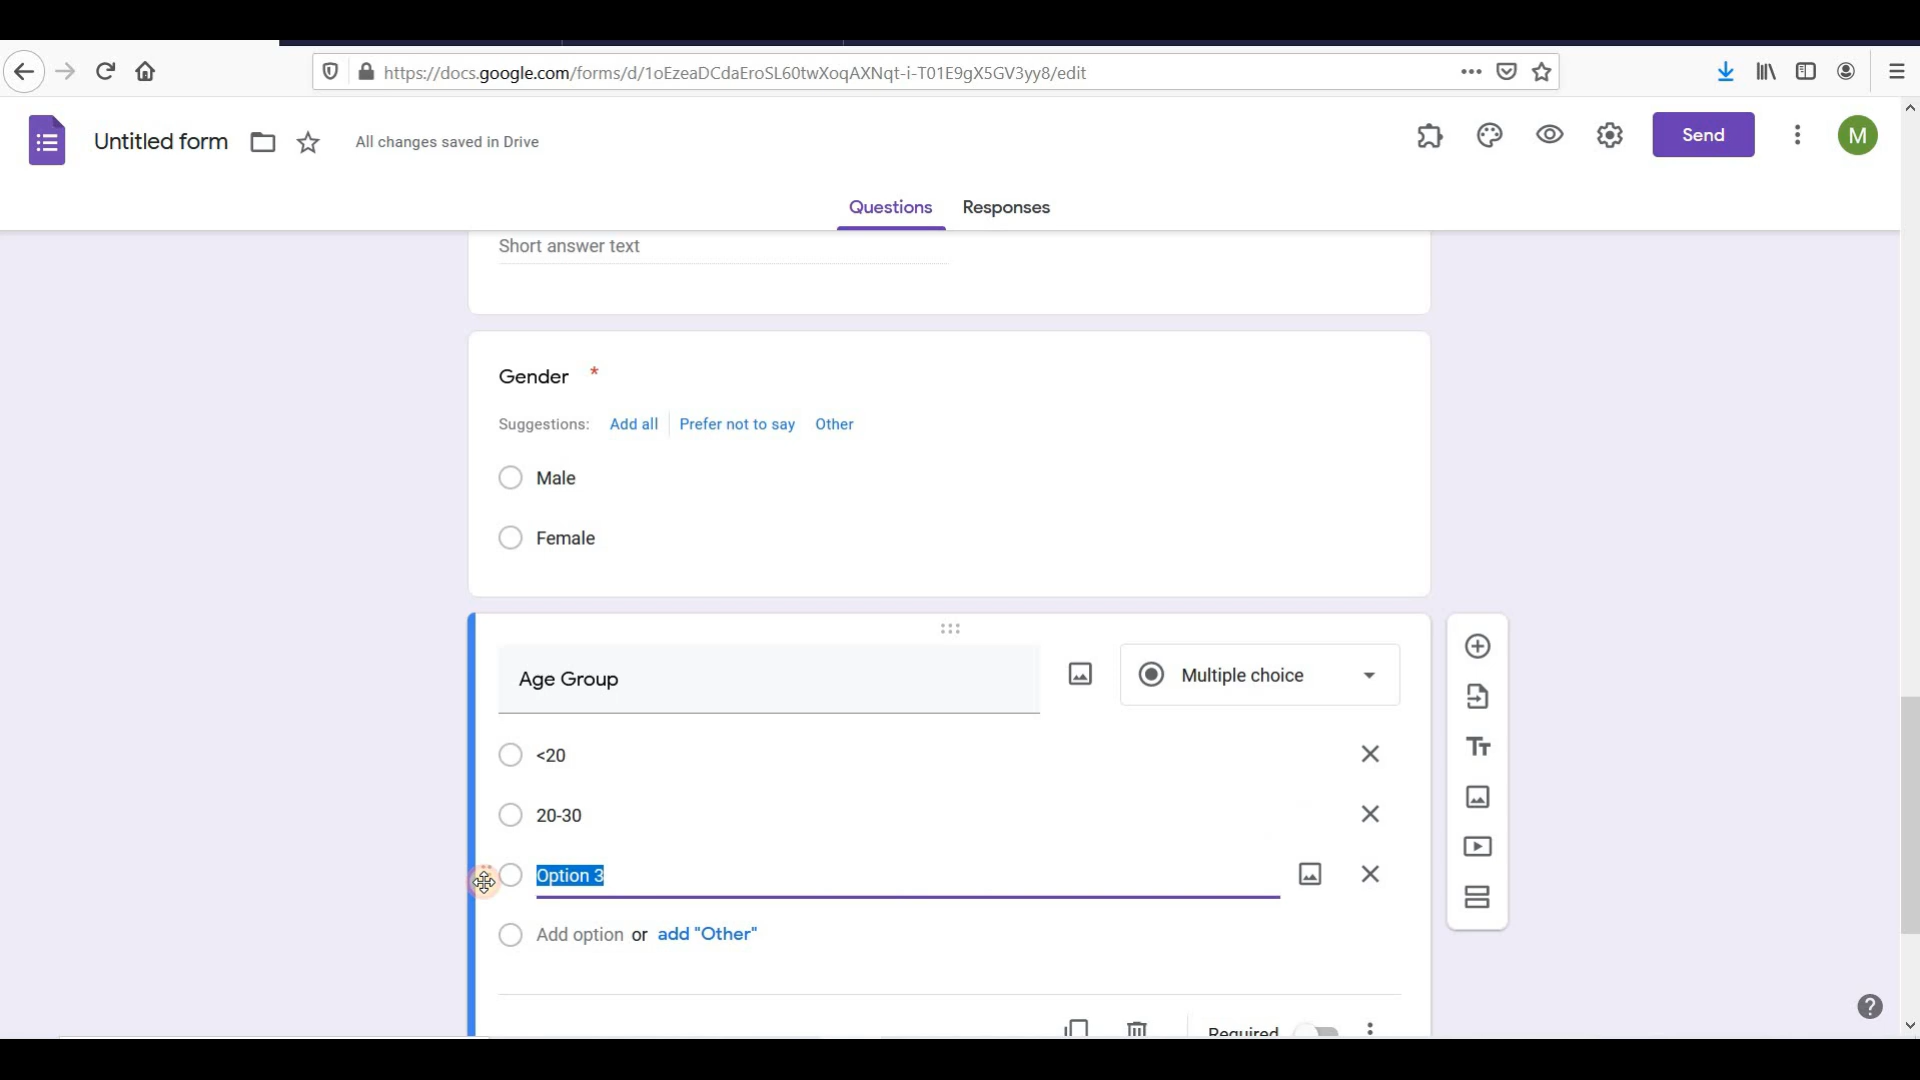 https://docs.google.com/forms/d/1oEzeaDCdaEroSL60twXoqAXNqt-i-T01E9gX5GV3yy8/edit
Untitled form
All changes saved in Drive
Send
M
Questions
Responses
Short answer text
Gender *
Suggestions: Add all Prefer not to say Other
Male
Female
Age Group
Multiple choice
<20
20-30
Option 3
Add option or add "Other"
Required